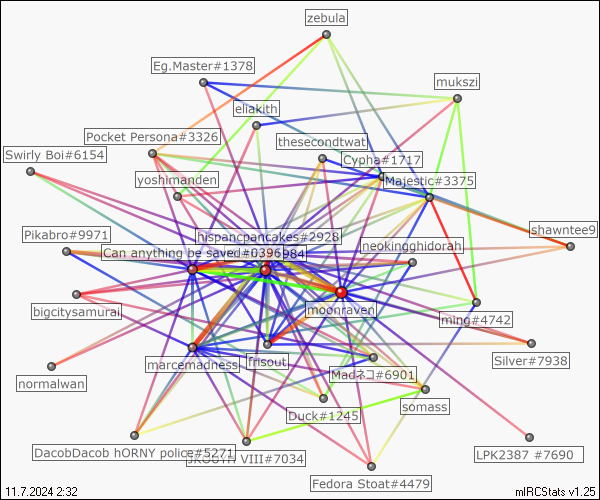 zebula
Eg.Master#1378
mukszi
eliakith
Pocket Persona#3326
thesecondtwat
Swirly Boi#6154
Cypha#1717
yoshimanden
Majestic#3375
shawntee9
Pikabro#9971
hispancpancakes#2928
neokingghidorah
Can anything be saved#0396
984
bigcitysamurai
moonraven
ming#4742
marcemadness
frisout
Silver#7938
Madネコ#6901
normalwan
somass
Duck#1245
DacobDacob hORNY police#5271
VIII#7034
LPK2387 #7690
Fedora Stoat#4479
11.7.2024 2:32
mIRCStats v1.25